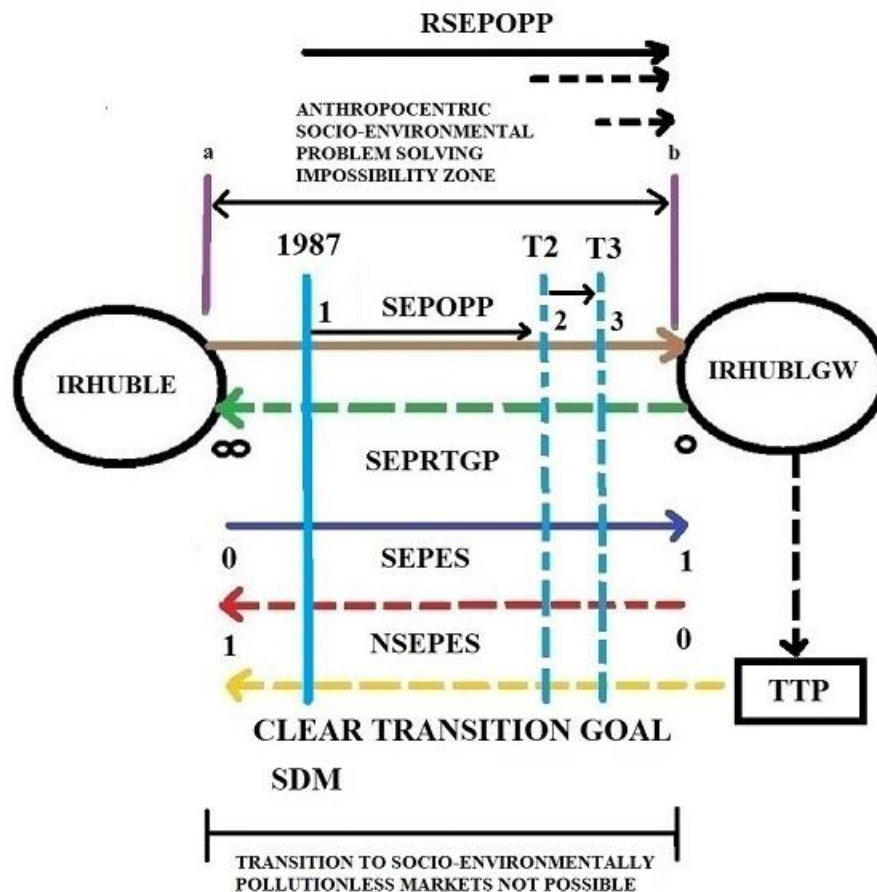 RSEPOPP
ANTHROPOCENTRIC
SOCIO-ENVIRONMENTAL
PROBLEM SOLVING
IMPOSSIBILITY ZONE
a
b
1987
T2
T3
1
SEPOPP
2
3
IRHUBLE
IRHUBLGW
∞
0
SEPRTGP
0
SEPES
1
1
NSEPES
0
TTP
CLEAR TRANSITION GOAL
SDM
TRANSITION TO SOCIO-ENVIRONMENTALLY
POLLUTIONLESS MARKETS NOT POSSIBLE